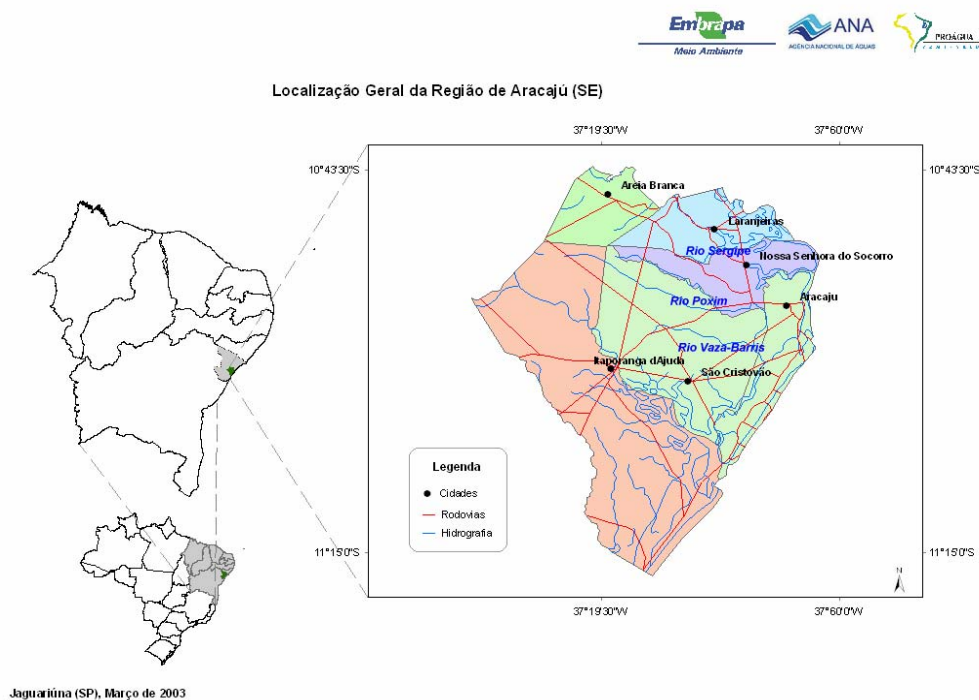 Embrapa
Meio Ambiente
ANA
AGÊNCIA NACIONAL DE ÁGUAS
PROÁGUA
Localização Geral da Região de Aracajú (SE)
37°19'30"W
37°60'0"W
10°43'30"S
10°43'30"S
Areia Branca
Laranjeiras
Rio Sergipe
Nossa Senhora do Socorro
Rio Poxim
Aracaju
Rio Vaza-Barris
Itaporanga dAjuda
São Cristovão
Legenda
Cidades
Rodovias
Hidrografia
11°15'0"S
11°15'0"S
N
37°19'30"W
37°60'0"W
Jaguariúna (SP), Março de 2003